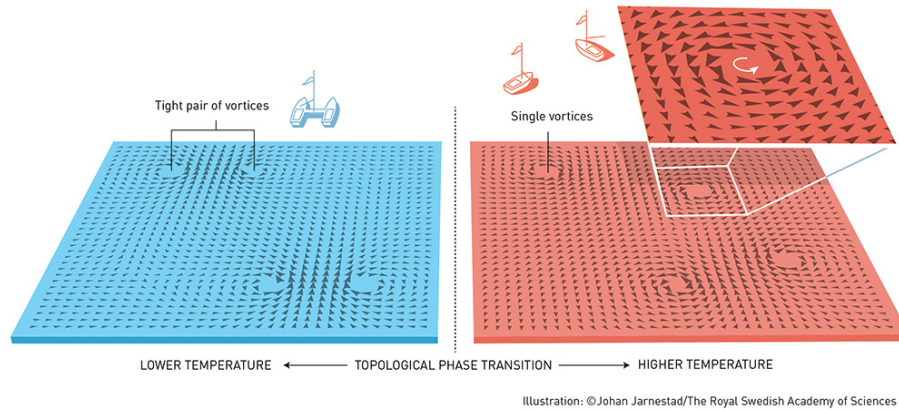 Tight pair of vortices
Single vortices
LOWER TEMPERATURE
TOPOLOGICAL PHASE TRANSITION
HIGHER TEMPERATURE
Illustration: ©Johan Jarnestad/The Royal Swedish Academy of Sciences